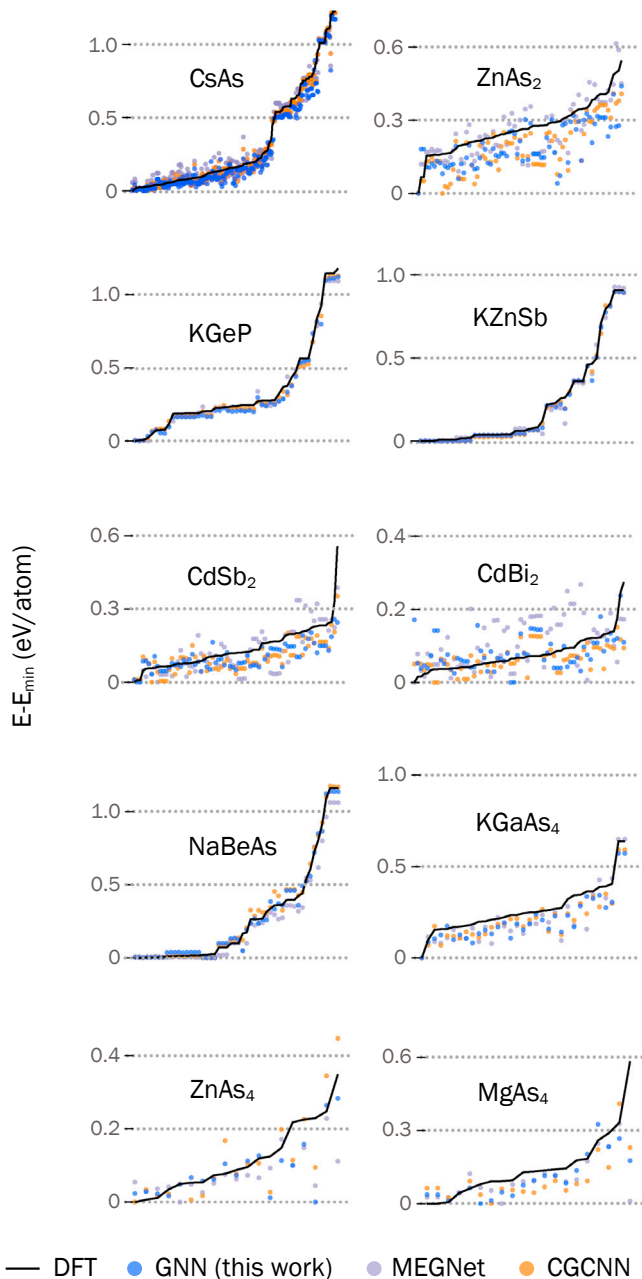 1.0
0.5
0
CsAs
0.6
0.3
0
ZnAs₂
1.0
0.5
0
KGeP
1.0
0.5
0
KZnSb
0.6
0.3
0
CdSb₂
0.4
0.2
0
CdBi₂
E-Eₘᵢₙ (eV/atom)
1.0
0.5
0
NaBeAs
1.0
0.5
0
KGaAs₄
0.4
0.2
0
ZnAs₄
0.6
0.3
0
MgAs₄
DFT GNN (this work) MEGNet CGCNN